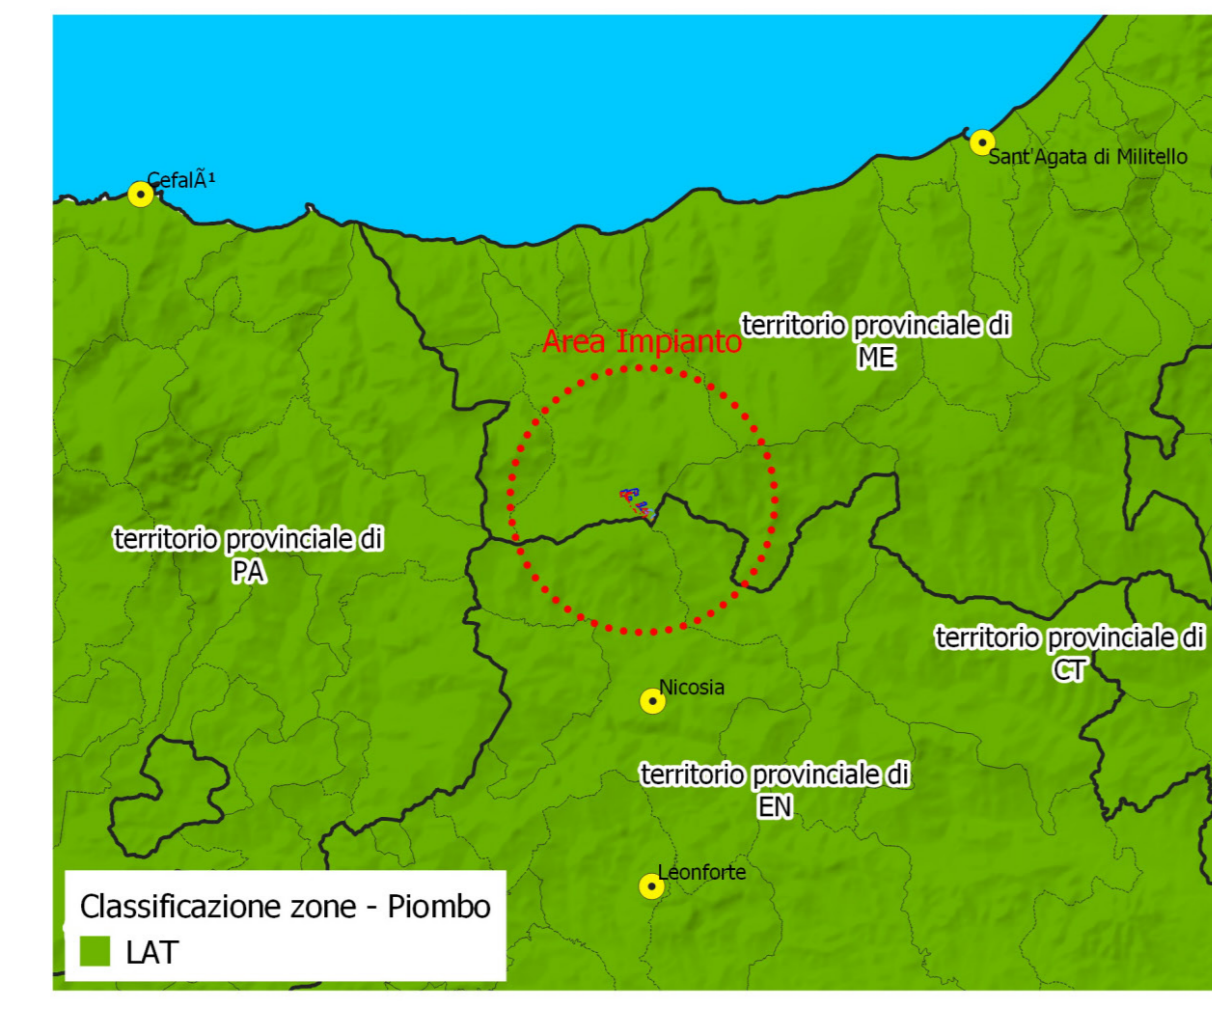 CefalÃ¹
Sant'Agata di Militello
territorio provinciale di
ME
Area Impianto
territorio provinciale di
PA
territorio provinciale di
CT
Nicosia
territorio provinciale di
EN
Leonforte
Classificazione zone - Piombo
LAT